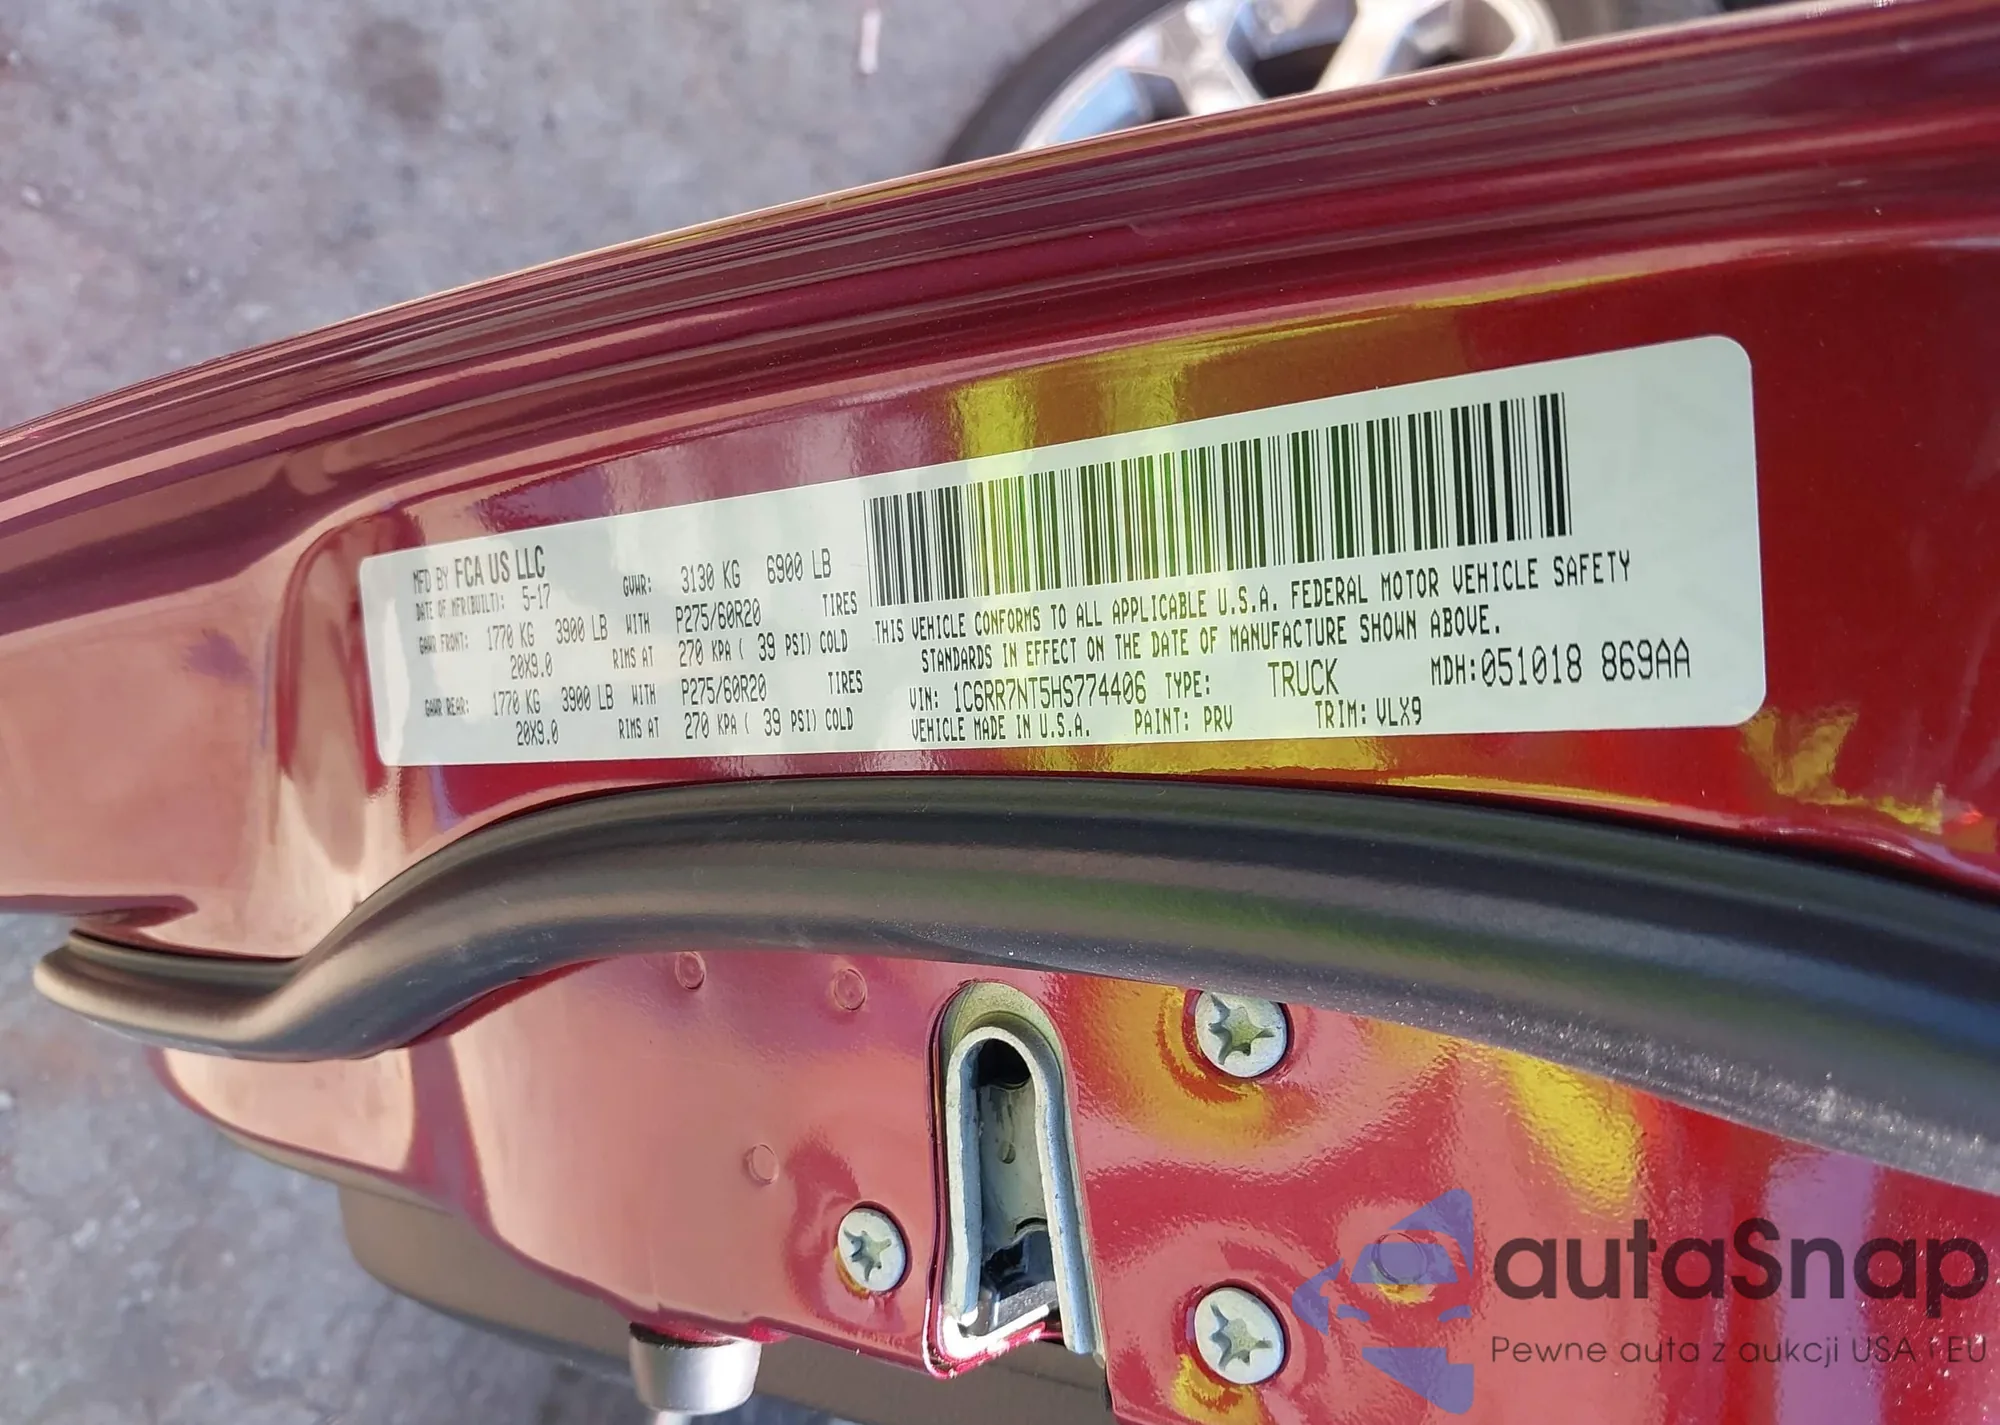 MFD BY FCA US LLC
DATE OF MFR(BUILT): 5-17 GVWR: 3130 KG 6900 LB
GAWR FRONT: 1770 KG 3900 LB WITH P275/60R20 TIRES
20X9.0 RIMS AT 270 KPA ( 39 PSI) COLD
GAWR REAR: 1770 KG 3900 LB WITH P275/60R20 TIRES
20X9.0 RIMS AT 270 KPA ( 39 PSI) COLD
THIS VEHICLE CONFORMS TO ALL APPLICABLE U.S.A. FEDERAL MOTOR VEHICLE SAFETY
STANDARDS IN EFFECT ON THE DATE OF MANUFACTURE SHOWN ABOVE.
VIN: 1C6RR7NT5HS774406 TYPE: TRUCK MDH:051018 869AA
VEHICLE MADE IN U.S.A. PAINT: PRV TRIM: VLX9
autaSnap
Pewne auta z aukcji USA i EU